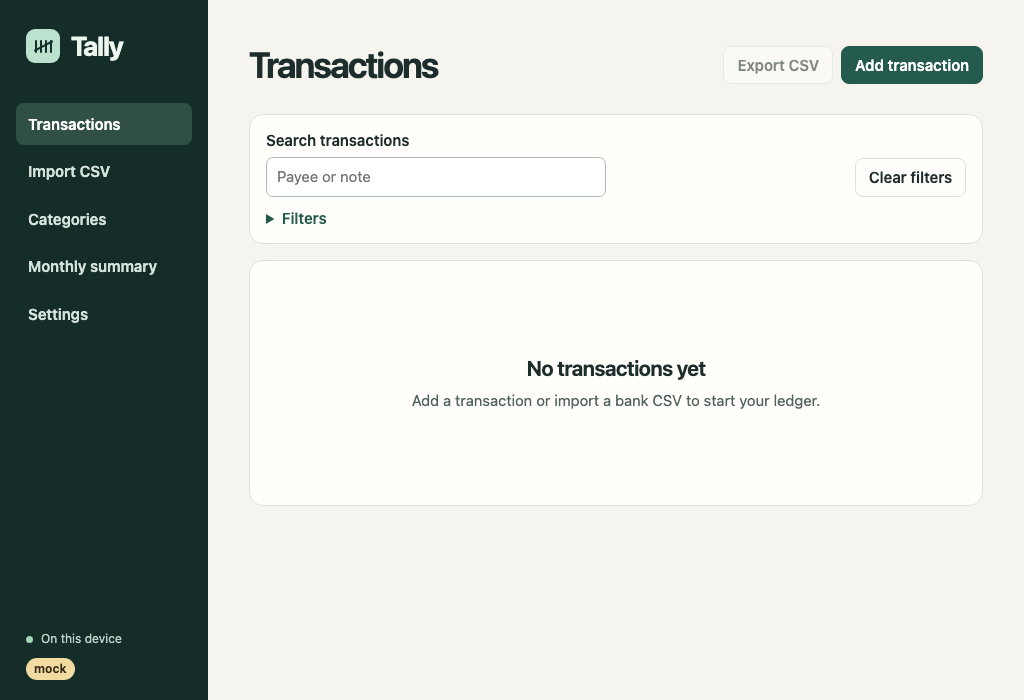 Tally
Transactions
Import CSV
Categories
Monthly summary
Settings
On this device
mock
Transactions
Export CSV
Add transaction
Search transactions
Payee or note
Clear filters
Filters
No transactions yet
Add a transaction or import a bank CSV to start your ledger.